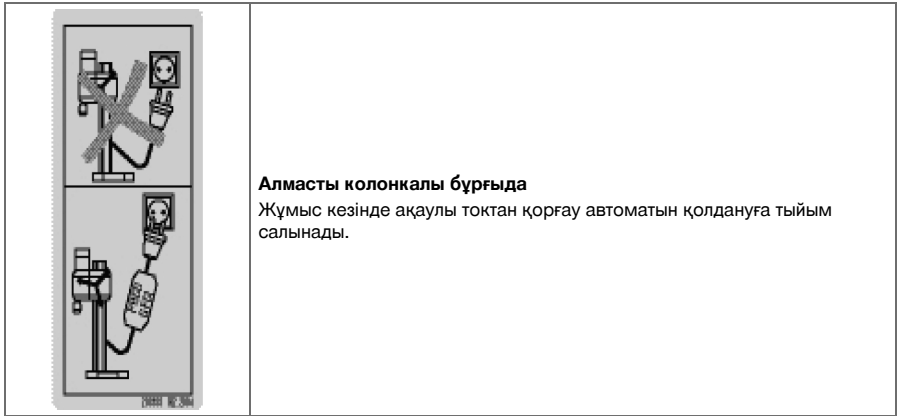 Алмасты колонкалы бұрғыда
Жұмыс кезінде ақаулы токтан қорғау автоматын қолдануға тыйым
салынады.